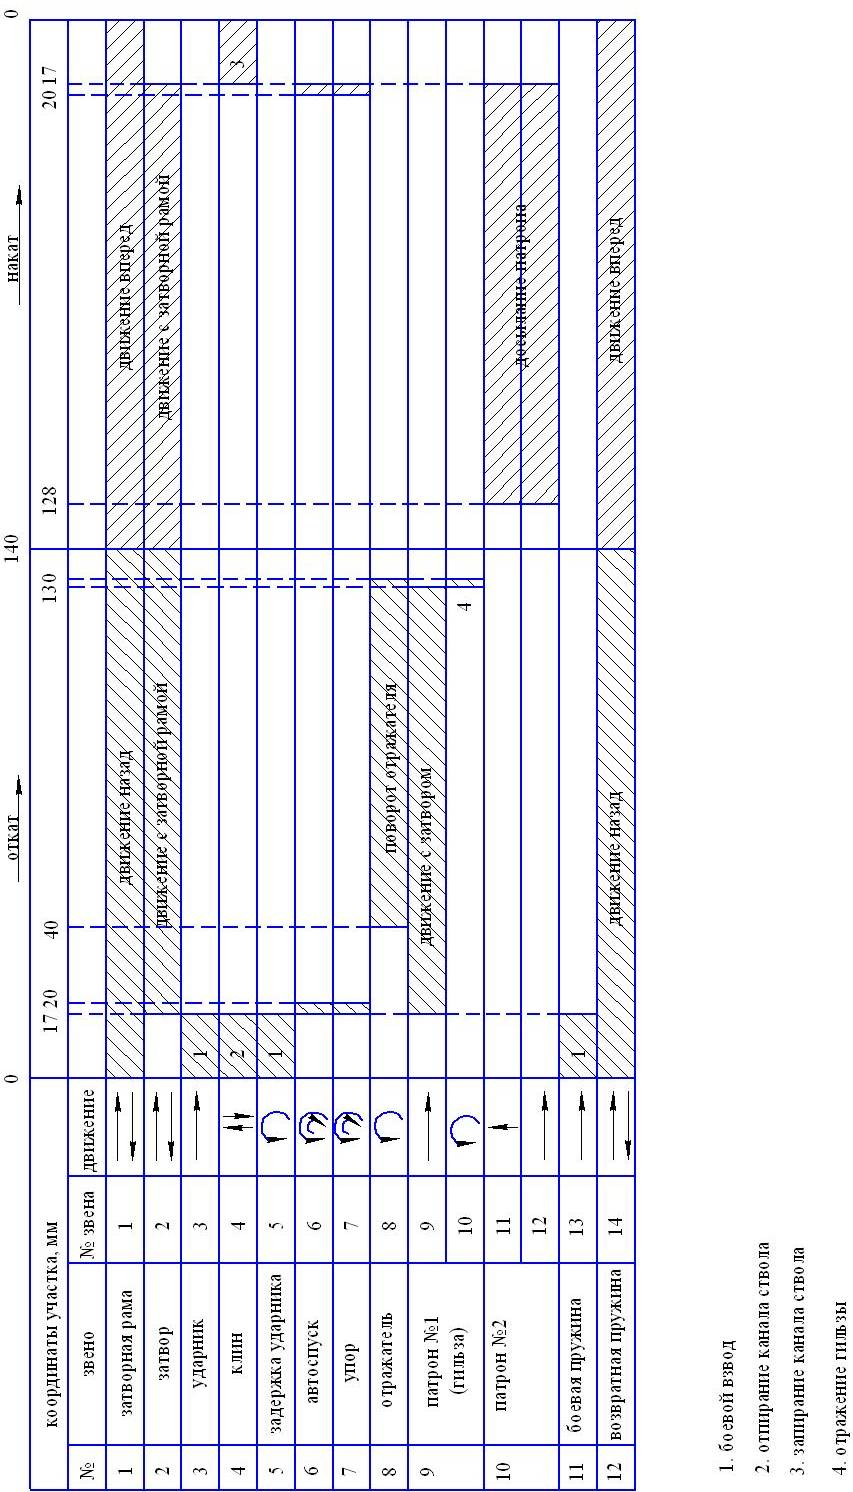 откат
накат
0
140
0
координаты участка, мм
17 20
40
130
128
20 17
№
звено
№ звена
движение
1
затворная рама
1
движение назад
движение вперед
2
затвор
2
движение с затворной рамой
движение с затворной рамой
3
ударник
3
1
4
клин
4
2
3
5
задержка ударника
5
1
6
автоспуск
6
7
упор
7
8
отражатель
8
поворот отражателя
9
патрон №1
(гильза)
9
движение с затвором
10
4
10
патрон №2
11
12
досылание патрона
11
боевая пружина
13
1
12
возвратная пружина
14
движение назад
движение вперед
1. боевой взвод
2. отпирание канала ствола
3. запирание канала ствола
4. отражение гильзы